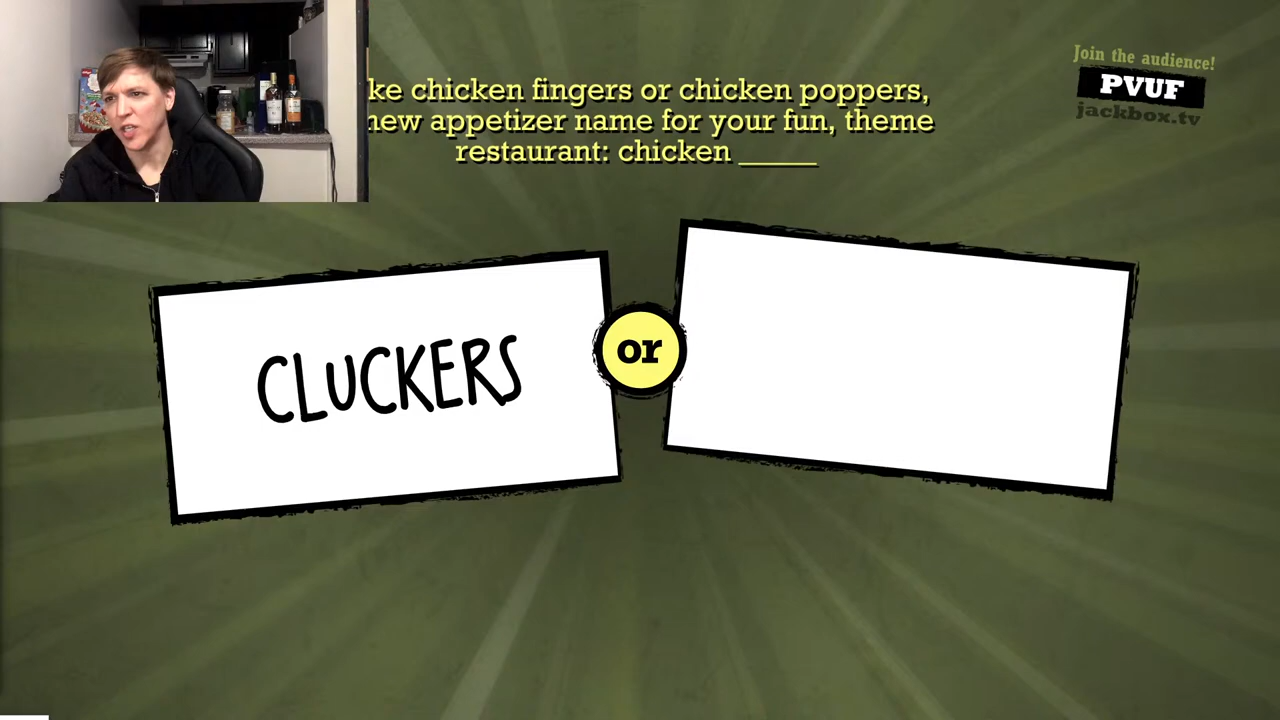 ke chicken fingers or chicken poppers,
new appetizer name for your fun, theme
restaurant: chicken _____
Join the audience!
PVUF
jackbox.tv
CLUCKERS
or